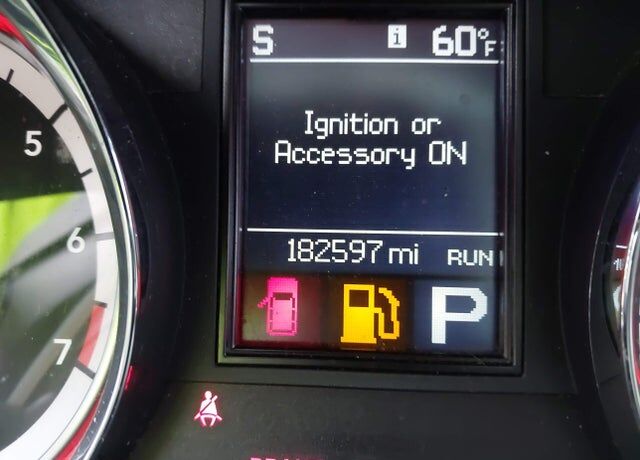 S i 60°F
Ignition or
Accessory ON
182597 mi RUN
P
5
6
7